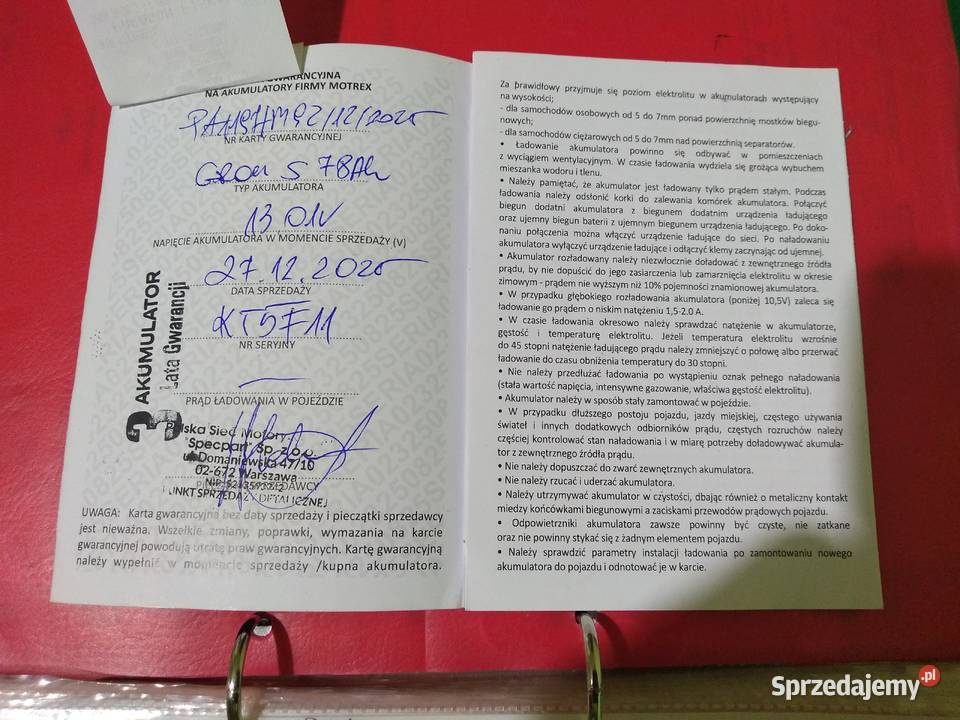 GWARANCYJNA
NA AKUMULATORY FIRMY MOTREX
NR KARTY GWARANCYJNEJ
78Ah
TYP AKUMULATORA
13,01V
NAPIĘCIE AKUMULATORA W MOMENCIE SPRZEDAŻY (V)
27.12.2025
DATA SPRZEDAŻY
KT5F11
NR SERYJNY
PRĄD ŁADOWANIA W POJEŹDZIE
3 AKUMULATOR
Lata Gwarancji
"Specpart" Sp. z o.o.
ul. Domaniewska 47/10
02-672 Warszawa
PUNKT SPRZEDAŻY DETALICZNEJ
UWAGA: Karta gwarancyjna bez daty sprzedaży i pieczątki sprzedawcy
jest nieważna. Wszelkie zmiany, poprawki, wymazania na karcie
gwarancyjnej powodują utratę praw gwarancyjnych. Kartę gwarancyjną
należy wypełnić w momencie sprzedaży /kupna akumulatora.
Za prawidłowy przyjmuje się poziom elektrolitu w akumulatorach występujący
na wysokości;
- dla samochodów osobowych od 5 do 7mm ponad powierzchnię mostków biegu-
nowych;
- dla samochodów ciężarowych od 5 do 7mm nad powierzchnią separatorów.
• Ładowanie akumulatora powinno się odbywać w pomieszczeniach
z wyciągiem wentylacyjnym. W czasie ładowania wydziela się grożąca wybuchem
mieszanka wodoru i tlenu.
• Należy pamiętać, że akumulator jest ładowany tylko prądem stałym. Podczas
ładowania należy odsłonić korki do zalewania komórek akumulatora. Połączyć
biegun dodatni akumulatora z biegunem dodatnim urządzenia ładującego
oraz ujemny biegun baterii z ujemnym biegunem urządzenia ładującego. Po doko-
naniu połączenia można włączyć urządzenie ładujące do sieci. Po naładowaniu
akumulatora wyłączyć urządzenie ładujące i odłączyć klemy zaczynając od ujemnej.
• Akumulator rozładowany należy niezwłocznie doładować z zewnętrznego źródła
prądu, by nie dopuścić do jego zasiarczenia lub zamarznięcia elektrolitu w okresie
zimowym - prądem nie wyższym niż 10% pojemności znamionowej akumulatora.
• W przypadku głębokiego rozładowania akumulatora (poniżej 10,5V) zaleca się
ładowanie go prądem o niskim natężeniu 1,5-2.0 A.
• W czasie ładowania okresowo należy sprawdzać natężenie w akumulatorze,
gęstość i temperaturę elektrolitu. Jeżeli temperatura elektrolitu wzrośnie
do 45 stopni natężenie ładującego prądu należy zmniejszyć o połowę albo przerwać
ładowanie do czasu obniżenia temperatury do 30 stopni.
• Nie należy przedłużać ładowania po wystąpieniu oznak pełnego naładowania
(stała wartość napięcia, intensywne gazowanie, właściwa gęstość elektrolitu).
• Akumulator należy w sposób stały zamontować w pojeździe.
• W przypadku dłuższego postoju pojazdu, jazdy miejskiej, częstego używania
świateł i innych dodatkowych odbiorników prądu, częstych rozruchów należy
częściej kontrolować stan naładowania i w miarę potrzeby doładowywać akumula-
tor z zewnętrznego źródła prądu.
• Nie należy dopuszczać do zwarć zewnętrznych akumulatora.
• Nie należy rzucać i uderzać akumulatora.
• Należy utrzymywać akumulator w czystości, dbając również o metaliczny kontakt
miedzy końcówkami biegunowymi a zaciskami przewodów prądowych pojazdu.
• Odpowietrzniki akumulatora zawsze powinny być czyste, nie zatkane
oraz nie powinny stykać się z żadnym elementem pojazdu.
• Należy sprawdzić parametry instalacji ładowania po zamontowaniu nowego
akumulatora do pojazdu i odnotować je w karcie.
Sprzedajemy.pl